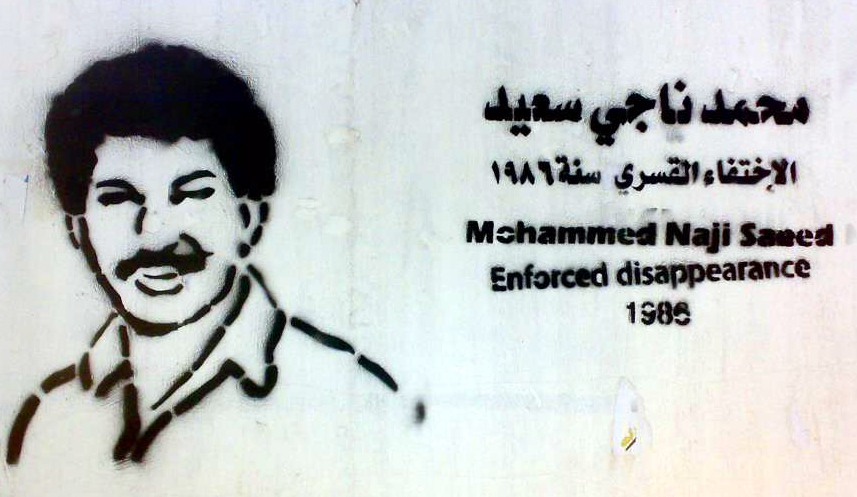 محمد ناجي سعيد
الإختفاء القسري سنة ١٩٨٦
Mohammed Naji Saeed
Enforced disappearance
1986